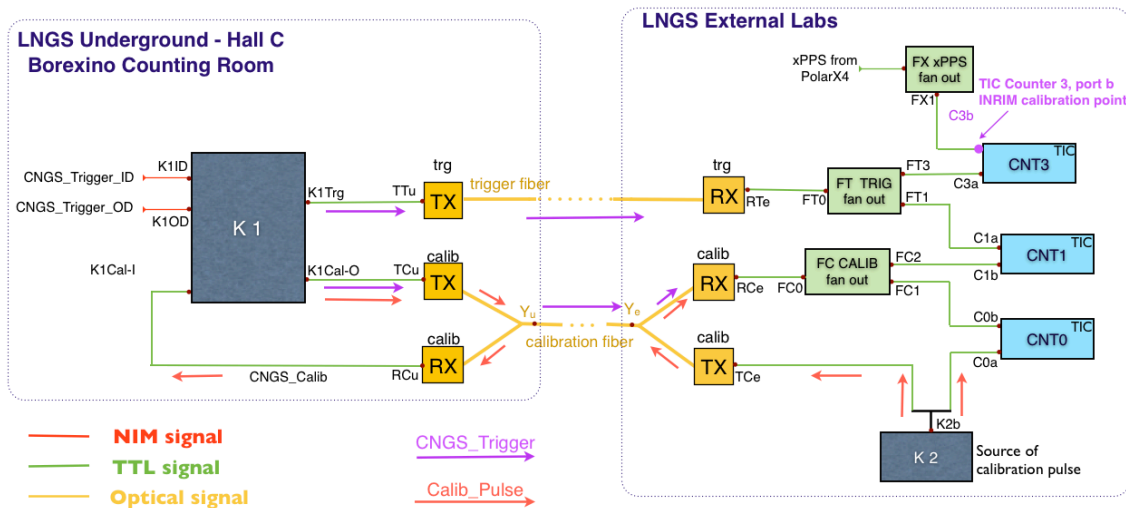 LNGS Underground - Hall C
Borexino Counting Room
LNGS External Labs
xPPS from
PolarX4
FX xPPS
fan out
FX1
TIC Counter 3, port b
INRIM calibration point
C3b
CNGS_Trigger_ID
K1ID
CNGS_Trigger_OD
K1OD
K1Cal-I
K 1
K1Trg
K1Cal-O
trg
TTu
TX
trigger fiber
trg
RX
RTe
FT0
FT TRIG
fan out
FT3
FT1
C3a
TIC
CNT3
calib
TCu
TX
Yu
Ye
calibration fiber
calib
RX
RCe
FC0
FC CALIB
fan out
FC2
FC1
C1a
C1b
TIC
CNT1
calib
RX
RCu
CNGS_Calib
calib
TX
TCe
C0b
C0a
TIC
CNT0
K2b
K 2
Source of
calibration pulse
NIM signal
TTL signal
Optical signal
CNGS_Trigger
Calib_Pulse